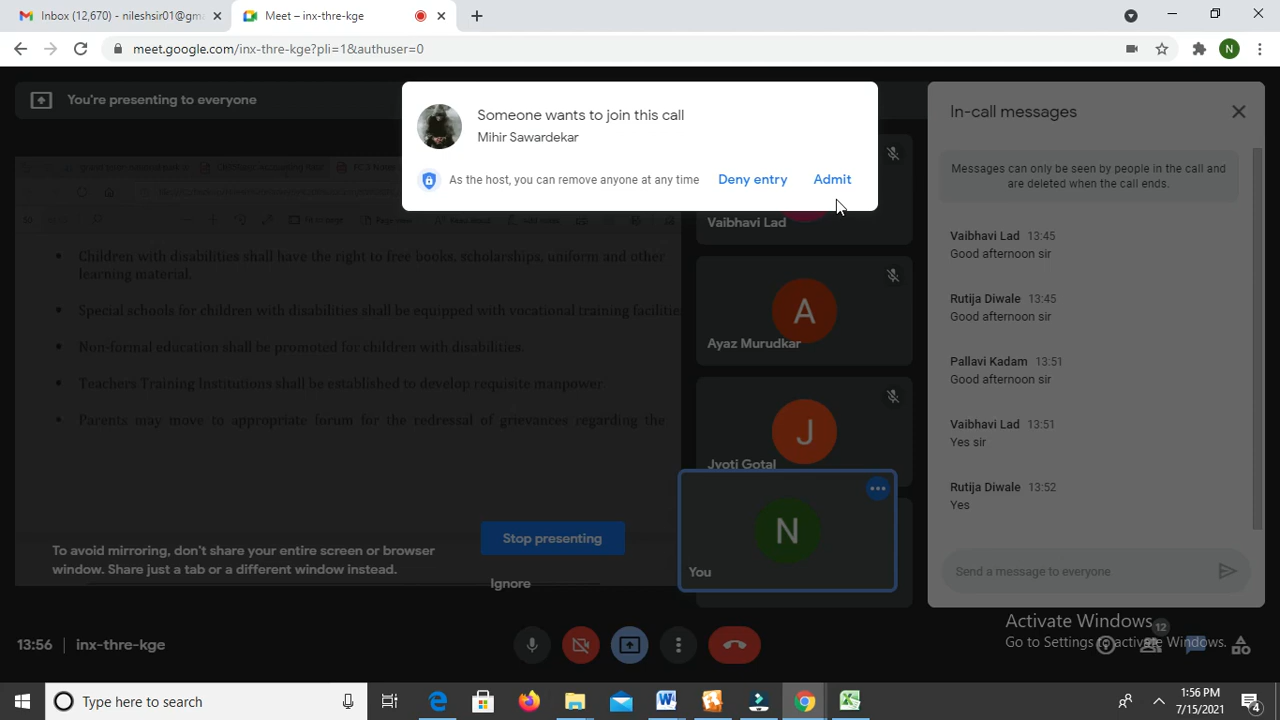 Inbox (12,670) - nileshsir01@gm
Meet – inx-thre-kge
meet.google.com/inx-thre-kge?pli=1&authuser=0
N
You're presenting to everyone
Someone wants to join this call
Mihir Sawardekar
As the host, you can remove anyone at any time
Deny entry
Admit
In-call messages
Messages can only be seen by people in the call and
are deleted when the call ends.
Children with disabilities shall have the right to free books, scholarships, uniform and other
learning material.
Special schools for children with disabilities shall be equipped with vocational training facilitie
Non-formal education shall be promoted for children with disabilities.
Teachers Training Institutions shall be established to develop requisite manpower
Parents may move to appropriate forum for the redressal of grievances regarding the
Vaibhavi Lad
A
Ayaz Murudkar
J
Jyoti Gotal
N
You
Vaibhavi Lad 13:45
Good afternoon sir
Rutija Diwale 13:45
Good afternoon sir
Pallavi Kadam 13:51
Good afternoon sir
Vaibhavi Lad 13:51
Yes sir
Rutija Diwale 13:52
Yes
Send a message to everyone
To avoid mirroring, don't share your entire screen or browser
window. Share just a tab or a different window instead.
Stop presenting
Ignore
13:56 | inx-thre-kge
12
Activate Windows
Go to Settings to activate Windows.
Type here to search
1:56 PM
7/15/2021
4